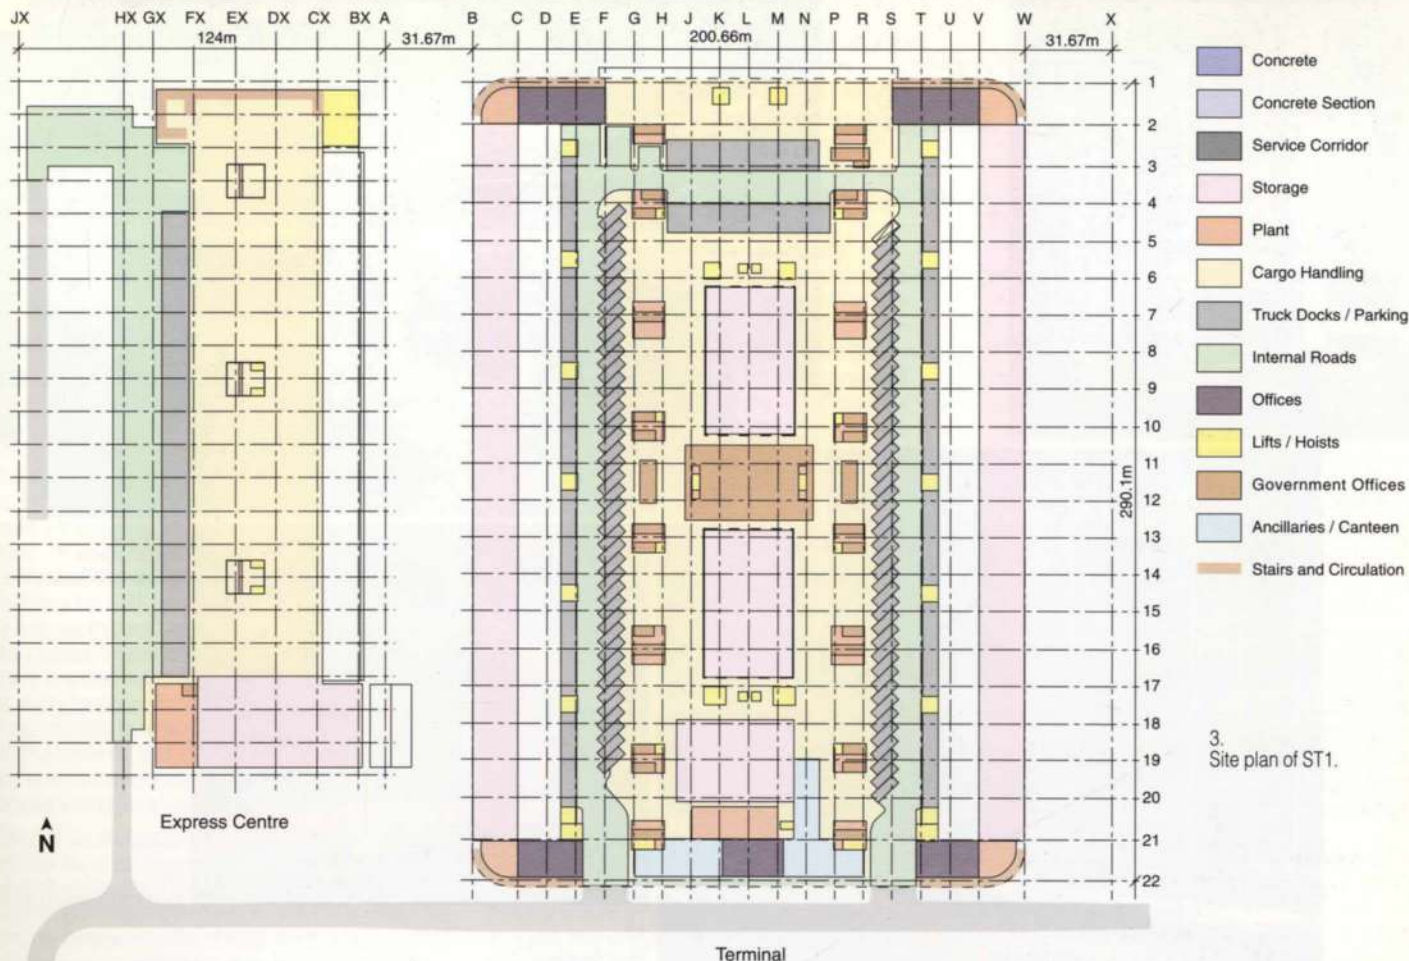 JX HX GX FX EX DX CX BX A B C D E F G H J K L M N P R S T U V W X
124m 31.67m 200.66m 31.67m
1
2
3
4
5
6
7
8
9
10
11
12
13
14
15
16
17
18
19
20
21
22
290.1m
Concrete
Concrete Section
Service Corridor
Storage
Plant
Cargo Handling
Truck Docks / Parking
Internal Roads
Offices
Lifts / Hoists
Government Offices
Ancillaries / Canteen
Stairs and Circulation
3.
Site plan of ST1.
N
Express Centre
Terminal